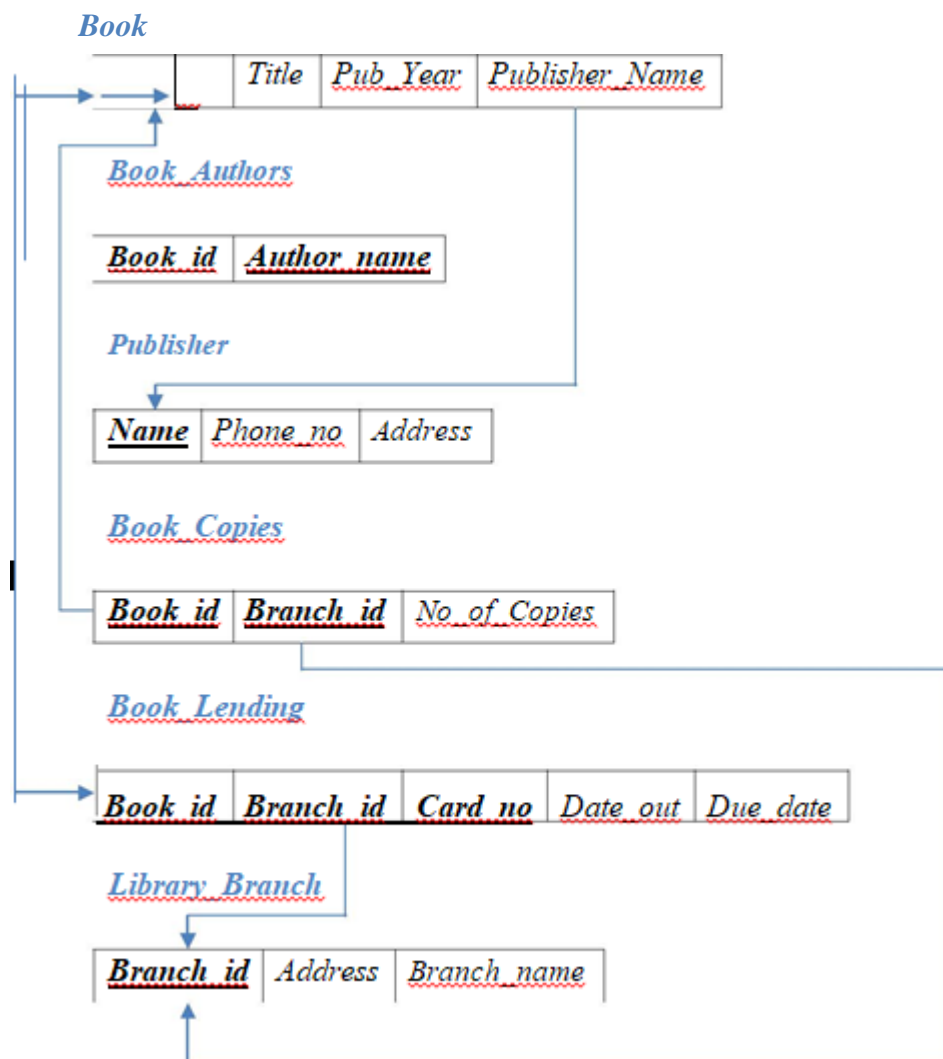 Book
Title Pub_Year Publisher_Name
Book_Authors
Book_id Author_name
Publisher
Name Phone_no Address
Book_Copies
Book_id Branch_id No_of_Copies
Book_Lending
Book_id Branch_id Card_no Date_out Due_date
Library_Branch
Branch_id Address Branch_name